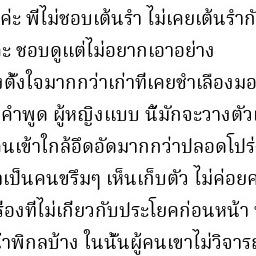 ค่ะ พี่ไม่ชอบเต้นรำ ไม่เคยเต้นรำ
ะ ชอบดูแต่ไม่อยากเอาอย่าง
ตั้งใจมากกว่าเก่าที่เคยชำเลืองมอ
คำพูด ผู้หญิงแบบ นี้มักจะวางตัว
นเข้าใกล้อึดอัดมากกว่าปลอดโปร่
เป็นคนขรึมๆ เห็นเก็บตัว ไม่ค่อยค
รื่องที่ไม่เกี่ยวกับประโยคก่อนหน้า
าพิกลบ้าง ในนั้นผู้คนเขาไม่วิจาร